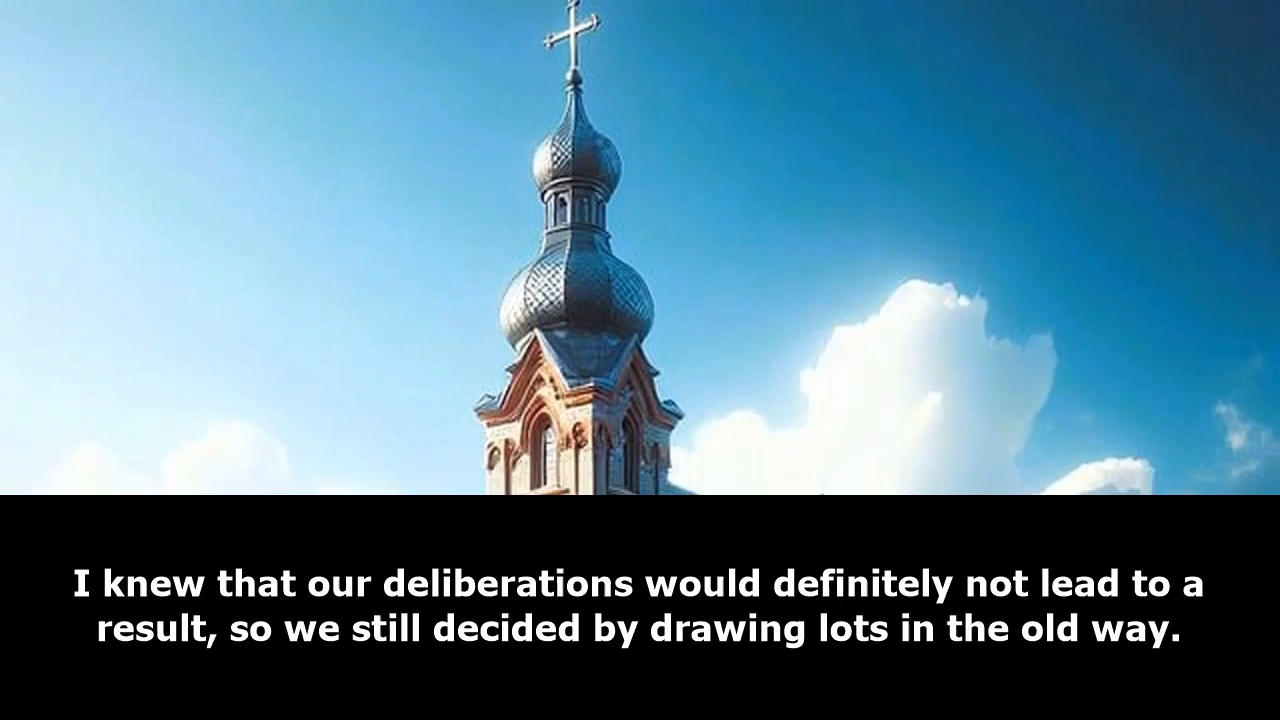 I knew that our deliberations would definitely not lead to a
result, so we still decided by drawing lots in the old way.